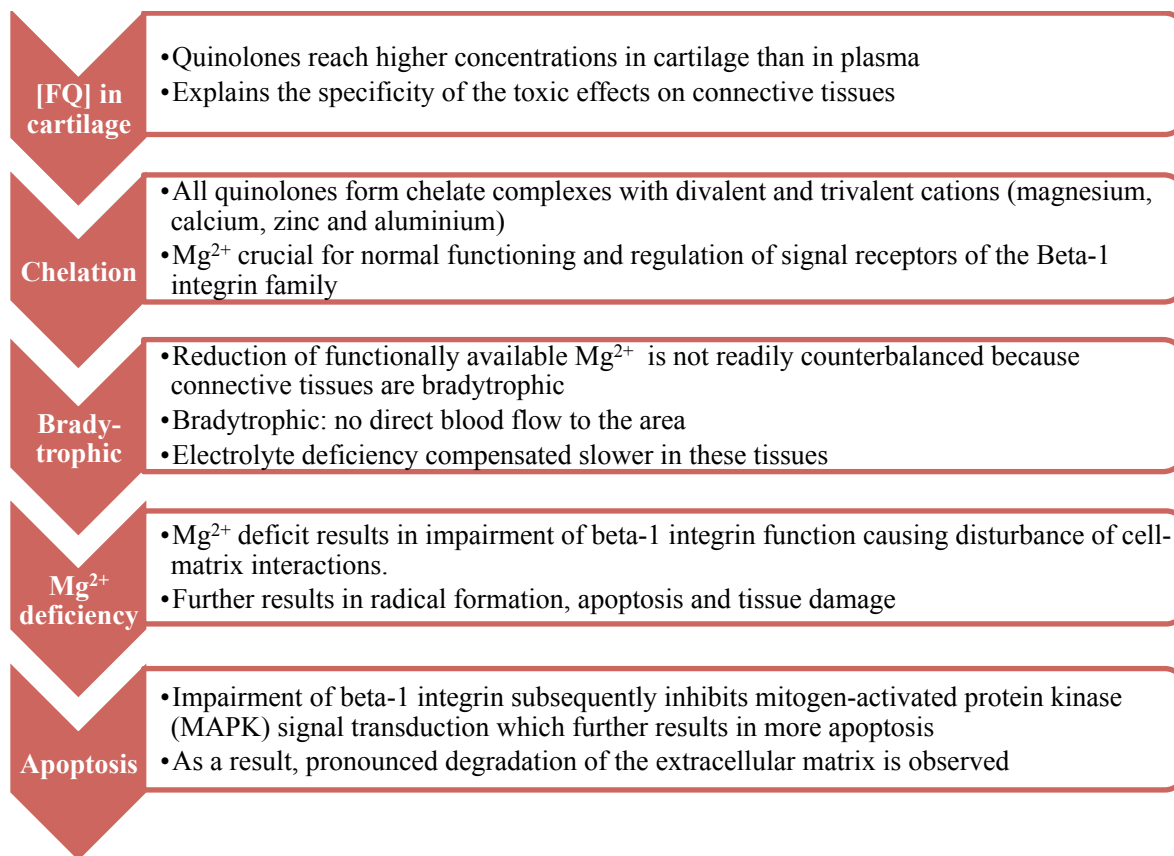 [FQ] in
cartilage
•Quinolones reach higher concentrations in cartilage than in plasma
•Explains the specificity of the toxic effects on connective tissues
Chelation
•All quinolones form chelate complexes with divalent and trivalent cations (magnesium,
calcium, zinc and aluminium)
•Mg²⁺ crucial for normal functioning and regulation of signal receptors of the Beta-1
integrin family
Brady-
trophic
•Reduction of functionally available Mg²⁺ is not readily counterbalanced because
connective tissues are bradytrophic
•Bradytrophic: no direct blood flow to the area
•Electrolyte deficiency compensated slower in these tissues
Mg²⁺
deficiency
•Mg²⁺ deficit results in impairment of beta-1 integrin function causing disturbance of cell-
matrix interactions.
•Further results in radical formation, apoptosis and tissue damage
Apoptosis
•Impairment of beta-1 integrin subsequently inhibits mitogen-activated protein kinase
(MAPK) signal transduction which further results in more apoptosis
•As a result, pronounced degradation of the extracellular matrix is observed